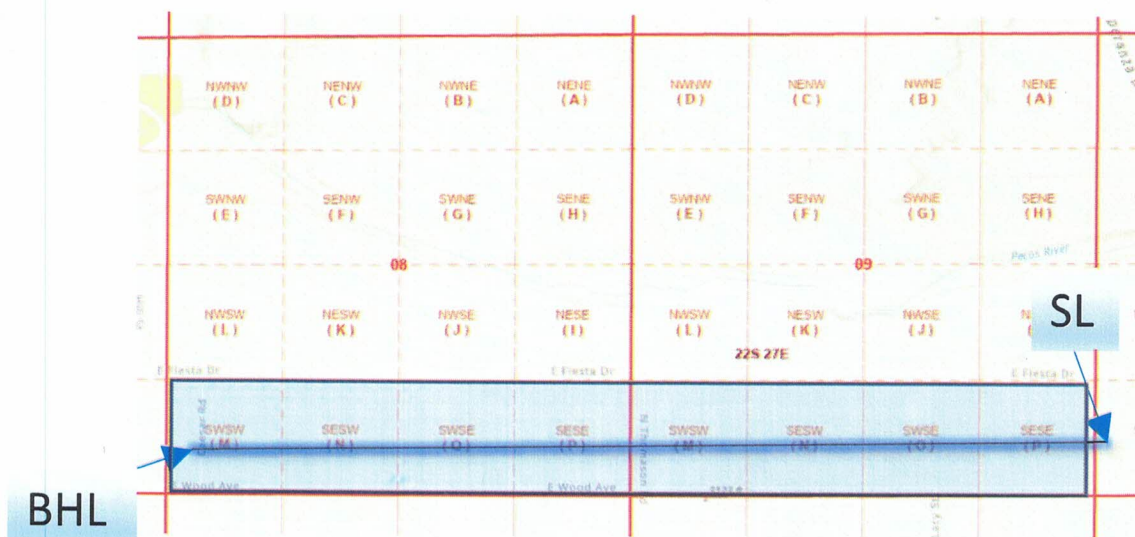 NWNW NENW NWNE NENE NWNW NENW NWNE NENE
(D) (C) (B) (A) (D) (C) (B) (A)
SWNW SENW SWNE SENE SWNW SENW SWNE SENE
(E) (F) (G) (H) (E) (F) (G) (H)
Pecos River
08 09
SL
NWSW NESW NWSE NESE NWSW NESW NWSE
(L) (K) (J) (I) (L) (K) (J)
22S 27E
E Fiesta Dr E Fiesta Dr E Fiesta Dr
SWSW SESW SWSE SESE SWSW SESW SWSE SESE
(M) (N) (O) (P) (M) (N) (O) (P)
E Wood Ave E Wood Ave
Lacy St
BHL